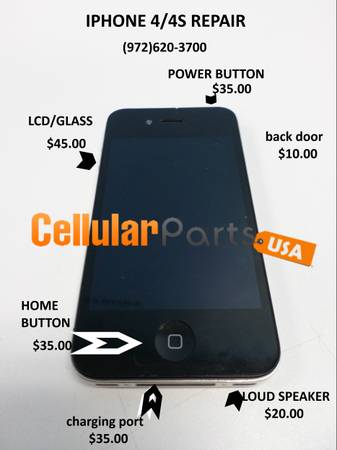 IPHONE 4/4S REPAIR
(972)620-3700
POWER BUTTON
$35.00
LCD/GLASS
$45.00
back door
$10.00
CellularParts
USA
HOME
BUTTON
$35.00
LOUD SPEAKER
$20.00
charging port
$35.00